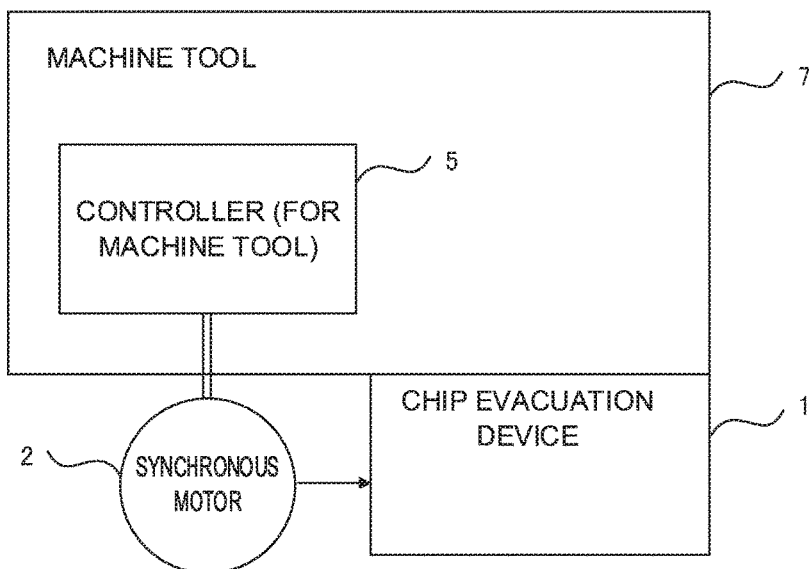 MACHINE TOOL
7
5
CONTROLLER (FOR
MACHINE TOOL)
CHIP EVACUATION
DEVICE
1
2
SYNCHRONOUS
MOTOR